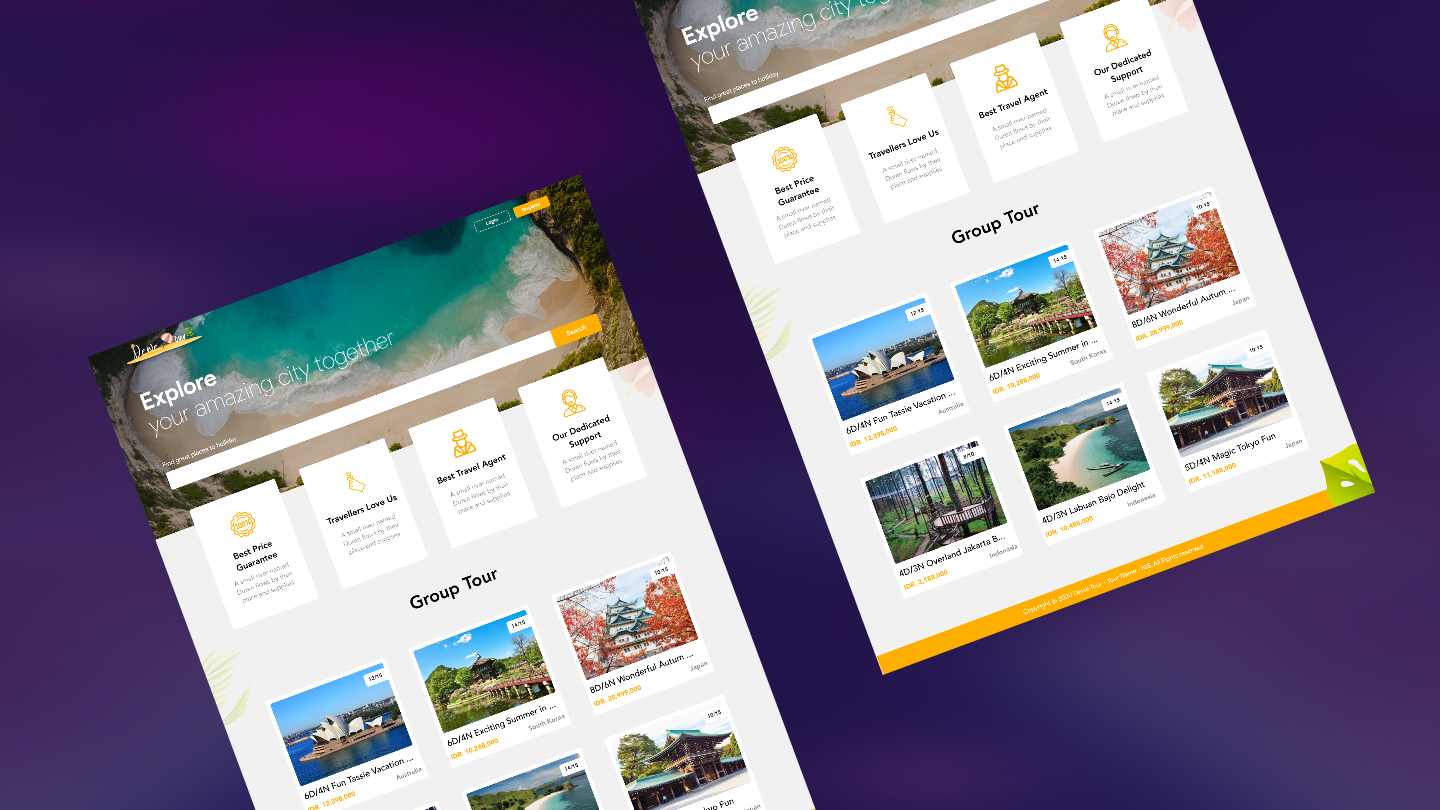 Login
Register
Dewe Tour
Explore
your amazing city together
Find great places to holiday
Search
Best Price
Guarantee
A small river named
Duren flows by their
place and supplies
Travellers Love Us
A small river named
Duren flows by their
place and supplies
Best Travel Agent
A small river named
Duren flows by their
place and supplies
Our Dedicated
Support
A small river named
Duren flows by their
place and supplies
Group Tour
12/15
6D/4N Fun Tassie Vacation ...
IDR. 12,398,000
Australia
14/15
6D/4N Exciting Summer in ...
IDR. 10,288,000
South Korea
10/15
8D/6N Wonderful Autum ...
IDR. 28,999,000
Japan
14/15
10/15
Explore
your amazing city
Find great places to holiday
Best Price
Guarantee
A small river named
Duren flows by their
place and supplies
Travellers Love Us
A small river named
Duren flows by their
place and supplies
Best Travel Agent
A small river named
Duren flows by their
place and supplies
Our Dedicated
Support
A small river named
Duren flows by their
place and supplies
Group Tour
12/15
6D/4N Fun Tassie Vacation ...
IDR. 12,398,000
Australia
14/15
6D/4N Exciting Summer in ...
IDR. 10,288,000
South Korea
10/15
8D/6N Wonderful Autum ...
IDR. 28,999,000
Japan
4D/3N Overland Jakarta B...
IDR. 3,188,000
Indonesia
14/15
4D/3N Labuan Bajo Delight
IDR. 10,488,000
Indonesia
10/15
5D/4N Magic Tokyo Fun
IDR. 11,188,000
Japan
Copyright @ 2020 Dewe Tour - Your Name - NIS. All Rights reserved